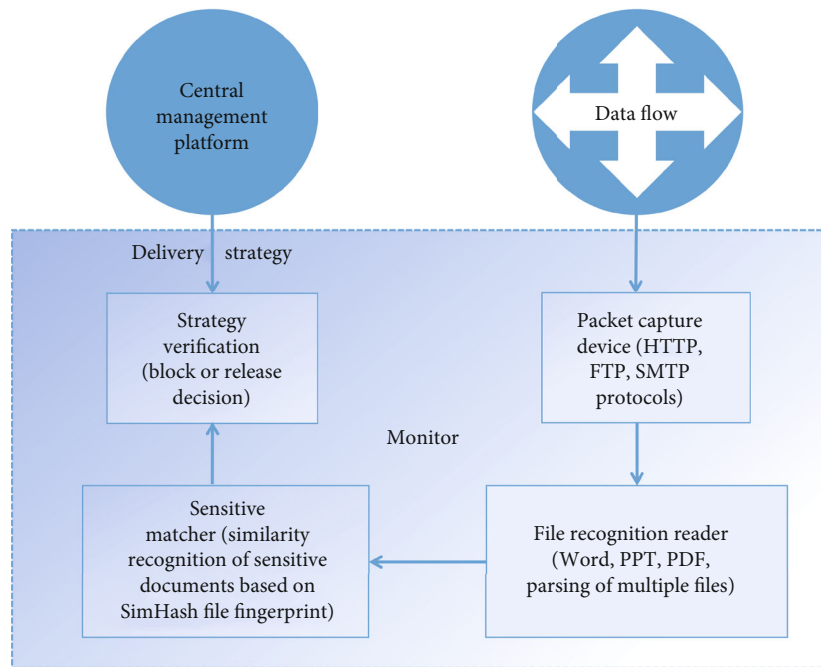 Central
management
platform
Data flow
Delivery strategy
Strategy
verification
(block or release
decision)
Packet capture
device (HTTP,
FTP, SMTP
protocols)
Monitor
Sensitive
matcher (similarity
recognition of sensitive
documents based on
SimHash file fingerprint)
File recognition reader
(Word, PPT, PDF,
parsing of multiple files)